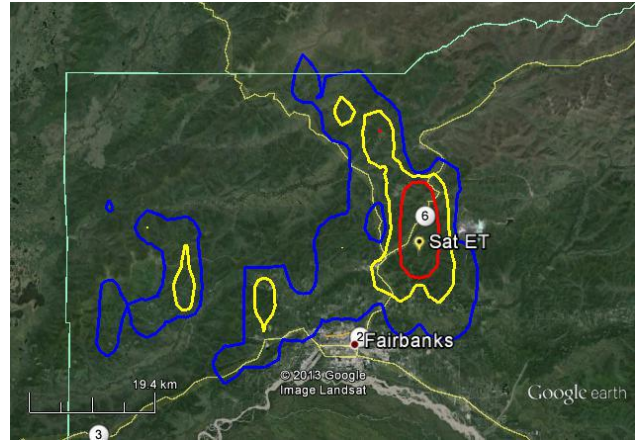 6
Sat ET
2
Fairbanks
© 2013 Google
Image Landsat
19.4 km
Google earth
3